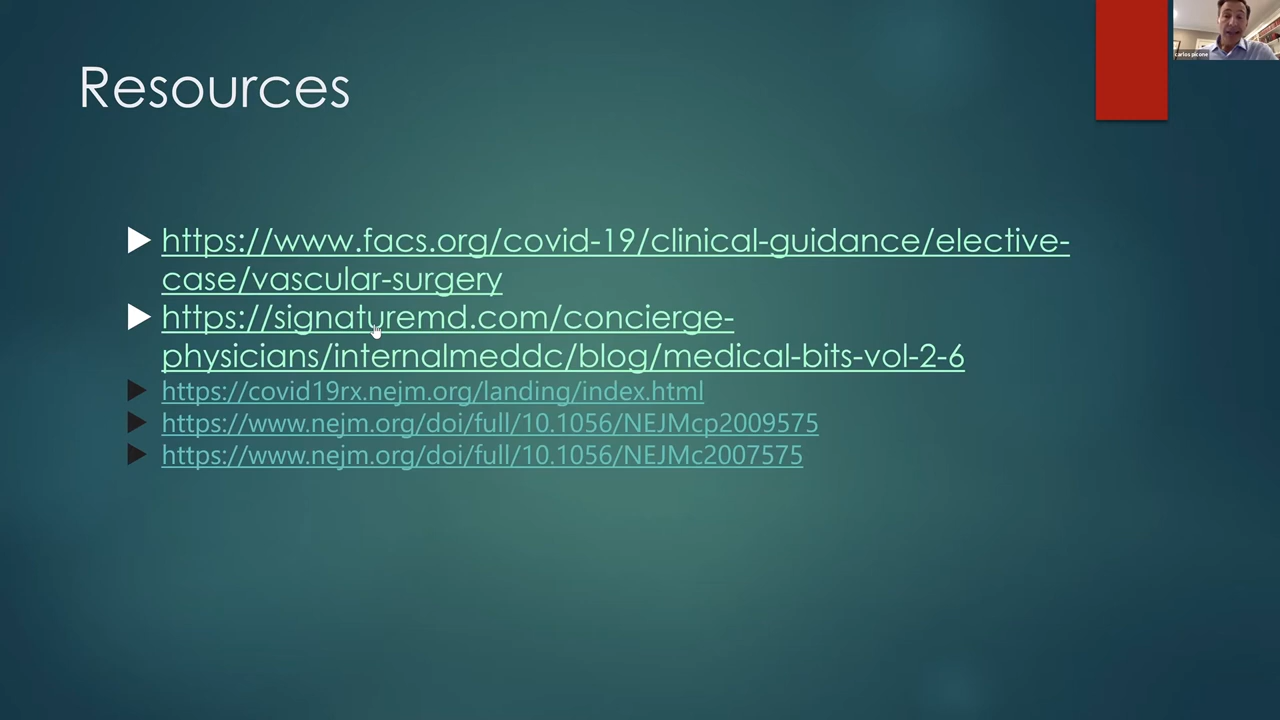 carlos picone
Resources
https://www.facs.org/covid-19/clinical-guidance/elective-
case/vascular-surgery
https://signaturemd.com/concierge-
physicians/internalmeddc/blog/medical-bits-vol-2-6
https://covid19rx.nejm.org/landing/index.html
https://www.nejm.org/doi/full/10.1056/NEJMcp2009575
https://www.nejm.org/doi/full/10.1056/NEJMc2007575